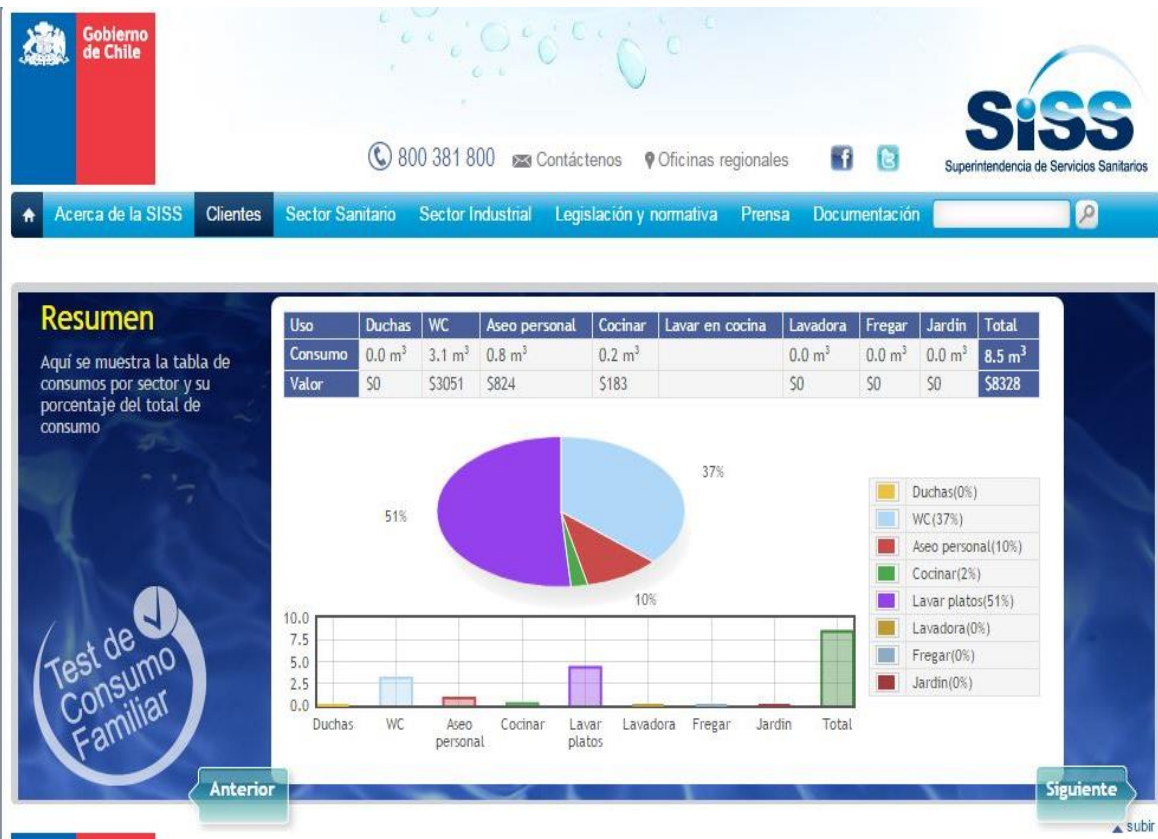 Gobierno
de Chile
800 381 800 Contáctenos Oficinas regionales
SiSS
Superintendencia de Servicios Sanitarios
Acerca de la SISS Clientes Sector Sanitario Sector Industrial Legislación y normativa Prensa Documentación
Resumen
Aquí se muestra la tabla de
consumos por sector y su
porcentaje del total de
consumo
Uso Duchas WC Aseo personal Cocinar Lavar en cocina Lavadora Fregar Jardin Total
Consumo 0.0 m³ 3.1 m³ 0.8 m³ 0.2 m³ 0.0 m³ 0.0 m³ 0.0 m³ 8.5 m³
Valor $0 $3051 $824 $183 $0 $0 $0 $8328
37%
51%
10%
Duchas(0%)
WC(37%)
Aseo personal(10%)
Cocinar(2%)
Lavar platos(51%)
Lavadora(0%)
Fregar(0%)
Jardin(0%)
10.0
7.5
5.0
2.5
0.0
Duchas WC Aseo personal Cocinar Lavar platos Lavadora Fregar Jardin Total
Test de
Consumo
Familiar
Anterior
Siguiente
subir